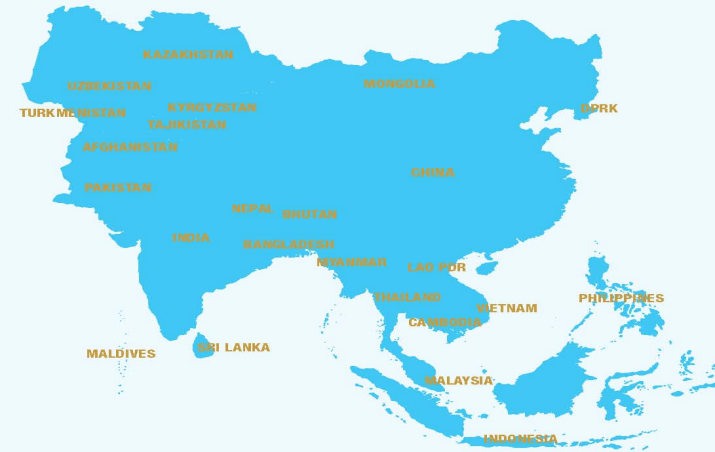 KAZAKHSTAN
MONGOLIA
UZBEKISTAN
KYRGYZSTAN
DPRK
TURKMENISTAN
TAJIKISTAN
AFGHANISTAN
CHINA
PAKISTAN
NEPAL
BHUTAN
INDIA
BANGLADESH
MYANMAR
LAO PDR
THAILAND
PHILIPPINES
VIETNAM
CAMBODIA
SRI LANKA
MALDIVES
MALAYSIA
INDONESIA